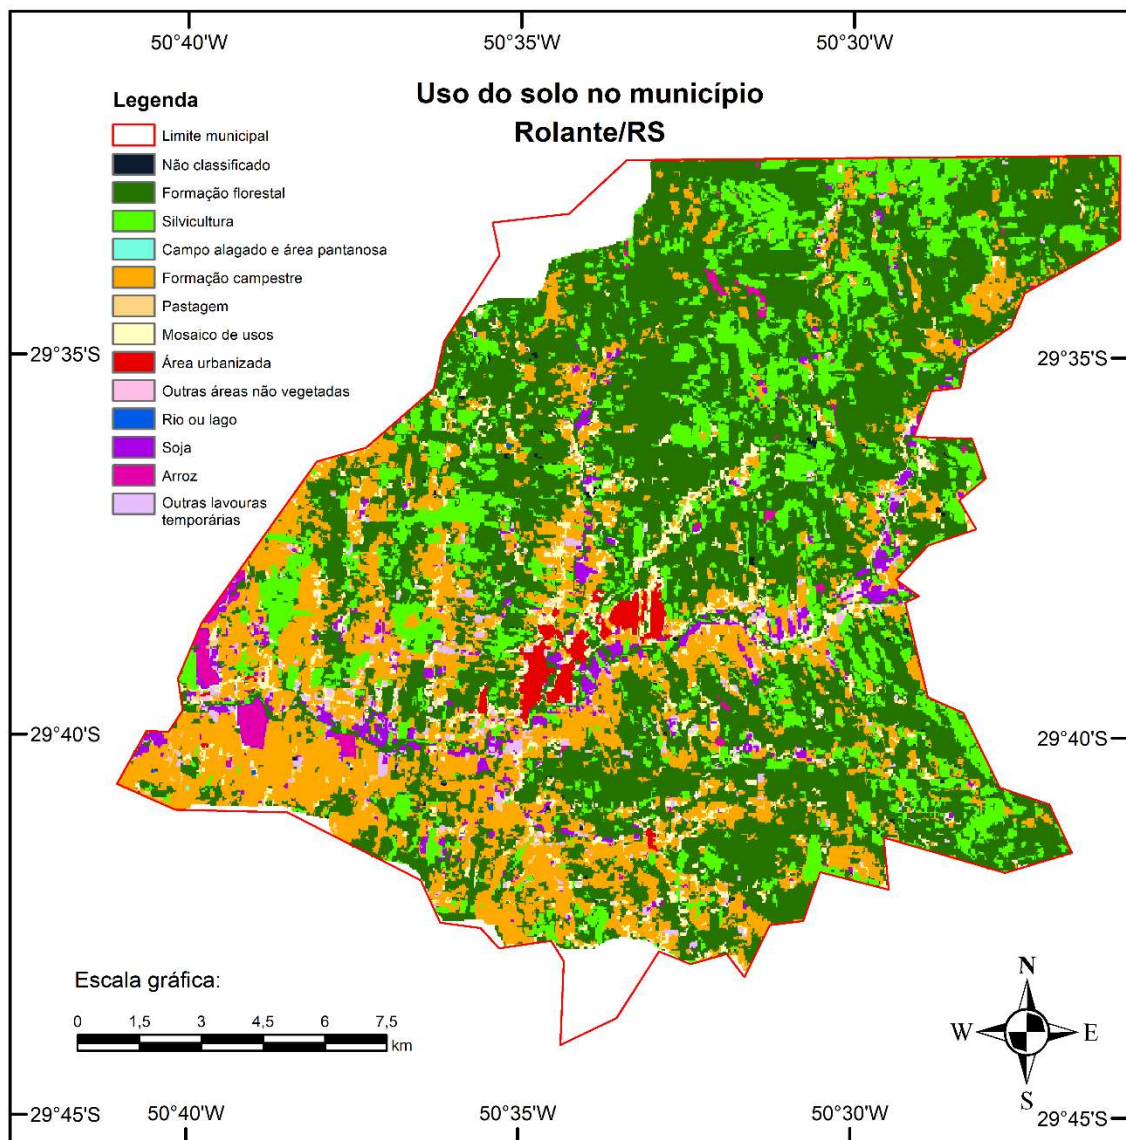 50°40'W 50°35'W 50°30'W
Uso do solo no município
Rolante/RS
Legenda
Limite municipal
Não classificado
Formação florestal
Silvicultura
Campo alagado e área pantanosa
Formação campestre
Pastagem
Mosaico de usos
Área urbanizada
Outras áreas não vegetadas
Rio ou lago
Soja
Arroz
Outras lavouras
temporárias
29°35'S 29°35'S
29°40'S 29°40'S
Escala gráfica:
0 1,5 3 4,5 6 7,5
km
N
W E
S
29°45'S 50°40'W 50°35'W 50°30'W 29°45'S